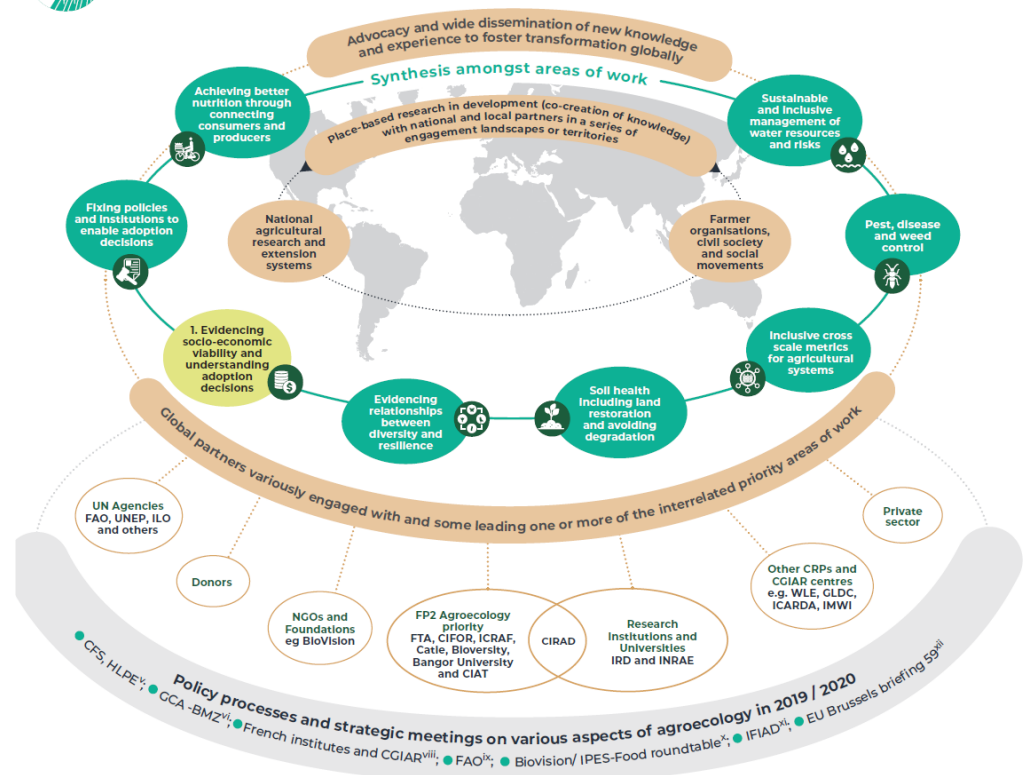 Advocacy and wide dissemination of new knowledge
and experience to foster transformation globally
Synthesis amongst areas of work
Place-based research in development (co-creation of knowledge)
with national and local partners in a series of
engagement landscapes or territories
Achieving better
nutrition through
connecting
consumers and
producers
Sustainable
and inclusive
management of
water resources
and risks
Fixing policies
and institutions to
enable adoption
decisions
National
agricultural
research and
extension
systems
Farmer
organisations,
civil society
and social
movements
Pest, disease
and weed
control
1. Evidencing
socio-economic
viability and
understanding
adoption
decisions
Inclusive cross
scale metrics
for agricultural
systems
Evidencing
relationships
between
diversity and
resilience
Soil health
including land
restoration
and avoiding
degradation
Global partners variously engaged with and some leading one or more of the interrelated priority areas of work
UN Agencies
FAO, UNEP, ILO
and others
Donors
NGOs and
Foundations
eg BioVision
FP2 Agroecology
priority
FTA, CIFOR, ICRAF,
Catie, Bioversity,
Bangor University
and CIAT
CIRAD
Research
Institutions and
Universities
IRD and INRAE
Other CRPs and
CGIAR centres
e.g. WLE, GLDC,
ICARDA, IMWI
Private
sector
Policy processes and strategic meetings on various aspects of agroecology in 2019 / 2020
● CFS, HLPEᵛ; ● GCA -BMZᵛⁱ; ● French institutes and CGIARᵛⁱⁱⁱ; ● FAOⁱˣ; ● Biovision/ IPES-Food roundtableˣ; ● IFIADˣⁱ; ● EU Brussels briefing 59ˣⁱⁱ